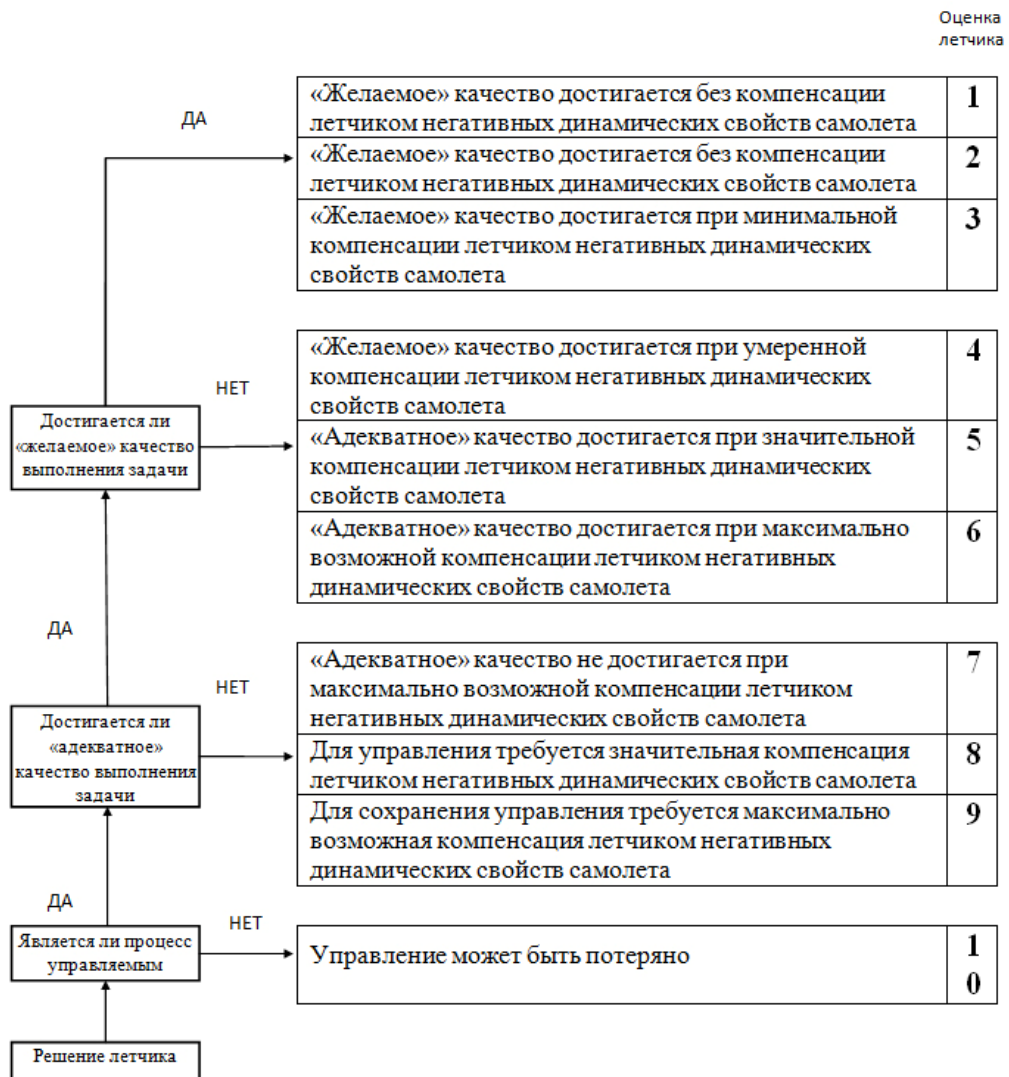 Оценка
летчика
ДА
«Желаемое» качество достигается без компенсации
летчиком негативных динамических свойств самолета
1
«Желаемое» качество достигается без компенсации
летчиком негативных динамических свойств самолета
2
«Желаемое» качество достигается при минимальной
компенсации летчиком негативных динамических
свойств самолета
3
НЕТ
«Желаемое» качество достигается при умеренной
компенсации летчиком негативных динамических
свойств самолета
4
Достигается ли
«желаемое» качество
выполнения задачи
«Адекватное» качество достигается при значительной
компенсации летчиком негативных динамических
свойств самолета
5
«Адекватное» качество достигается при максимально
возможной компенсации летчиком негативных
динамических свойств самолета
6
ДА
НЕТ
«Адекватное» качество не достигается при
максимально возможной компенсации летчиком
негативных динамических свойств самолета
7
Достигается ли
«адекватное»
качество выполнения
задачи
Для управления требуется значительная компенсация
летчиком негативных динамических свойств самолета
8
Для сохранения управления требуется максимально
возможная компенсация летчиком негативных
динамических свойств самолета
9
ДА
НЕТ
Является ли процесс
управляемым
Управление может быть потеряно
1
0
Решение летчика